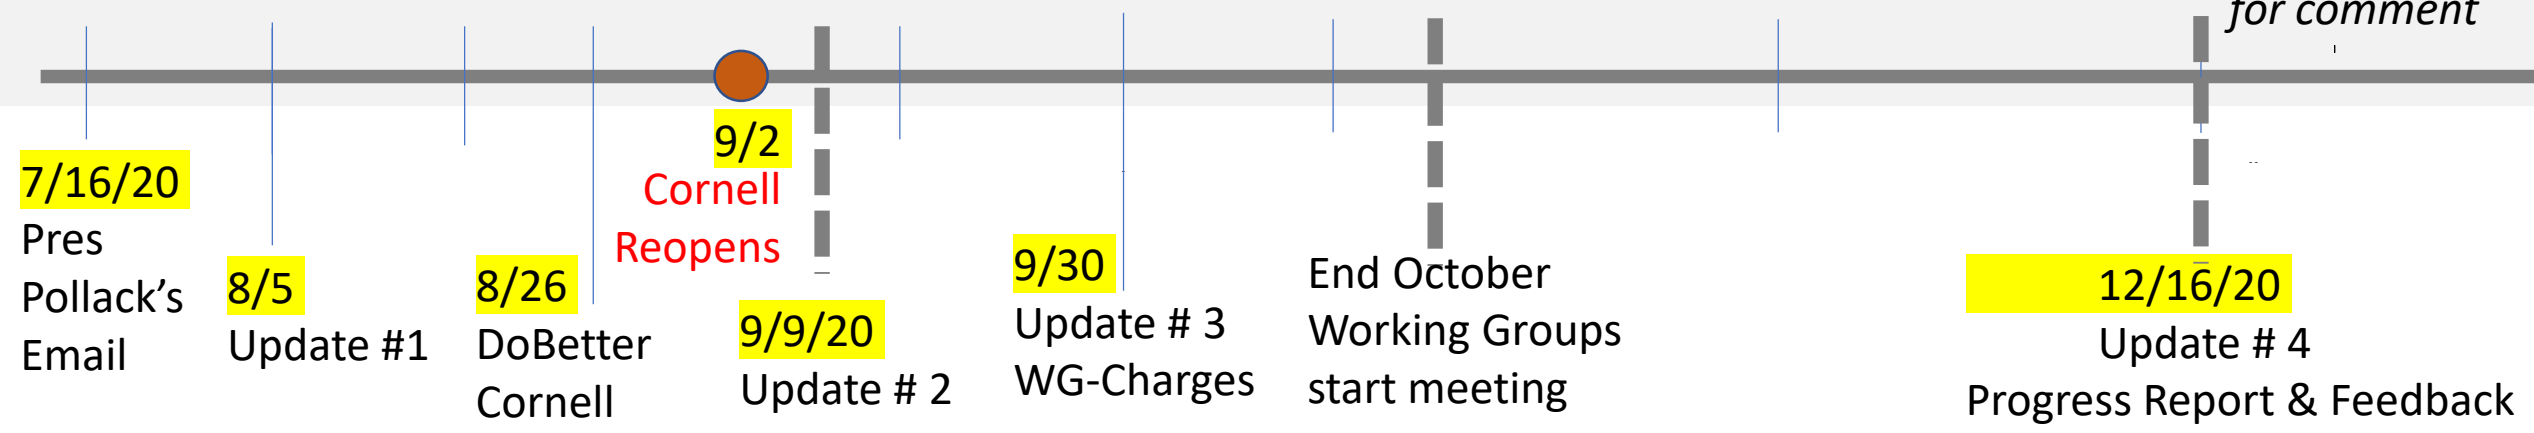 for comment
7/16/20
Pres
Pollack’s
Email
8/5
Update #1
8/26
DoBetter
Cornell
9/2
Cornell
Reopens
9/9/20
Update # 2
9/30
Update # 3
WG-Charges
End October
Working Groups
start meeting
12/16/20
Update # 4
Progress Report & Feedback